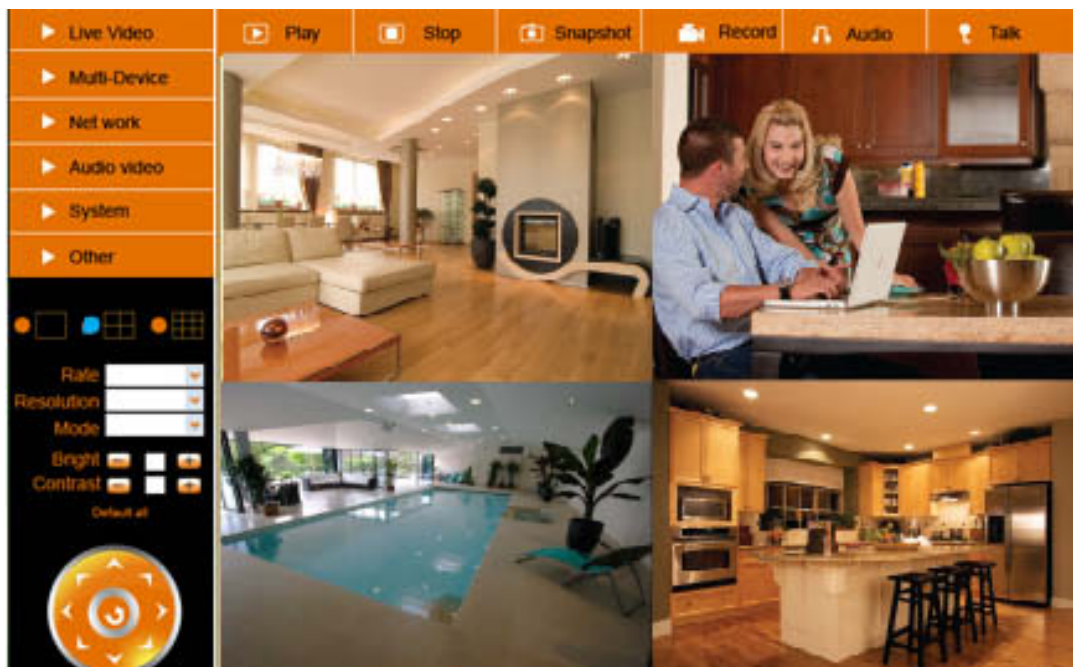 Live Video
Multi-Device
Net work
Audio video
System
Other
Rate
Resolution
Mode
Bright
Contrast
Default all
Play
Stop
Snapshot
Record
Audio
Talk